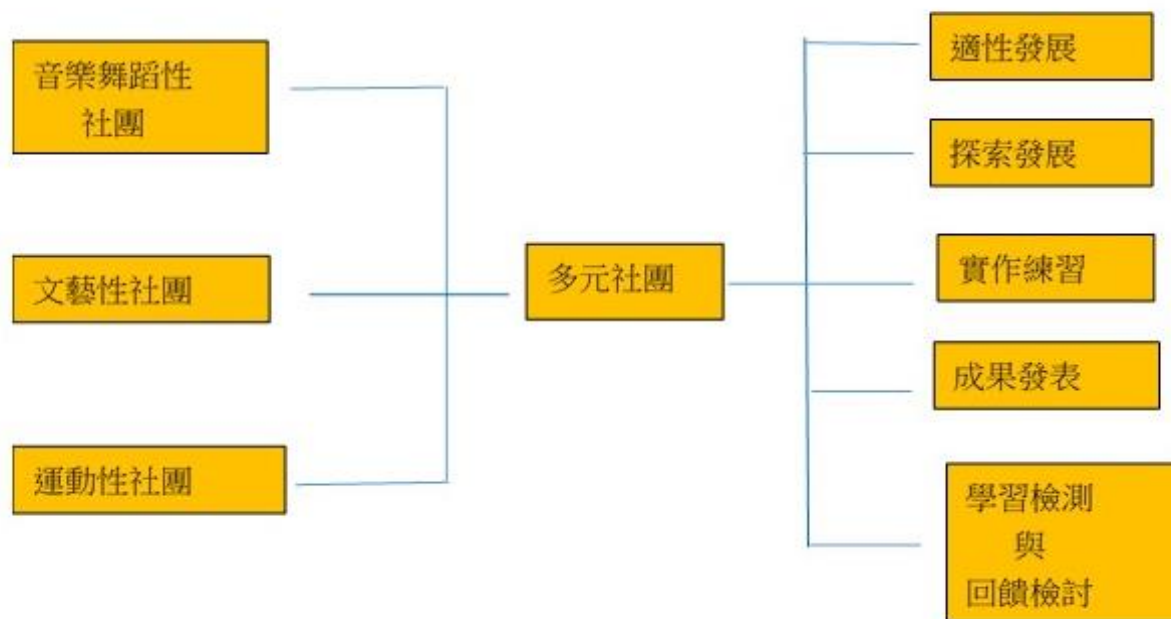 音樂舞蹈性
社團
文藝性社團
運動性社團
多元社團
適性發展
探索發展
實作練習
成果發表
學習檢測
與
回饋檢討